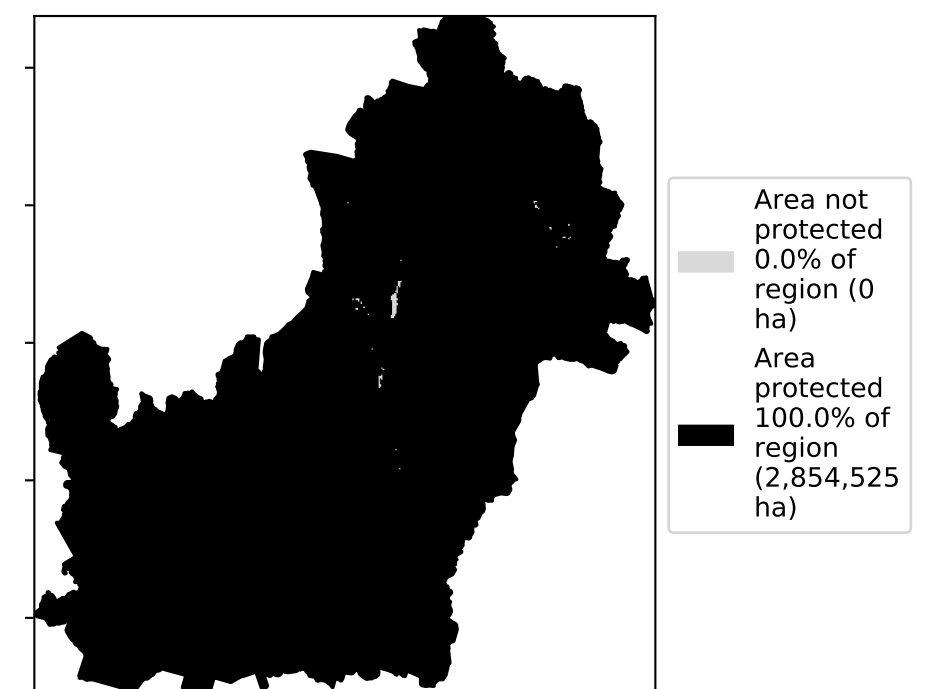 Area not
protected
0.0% of
region (0
ha)
Area
protected
100.0% of
region
(2,854,525
ha)